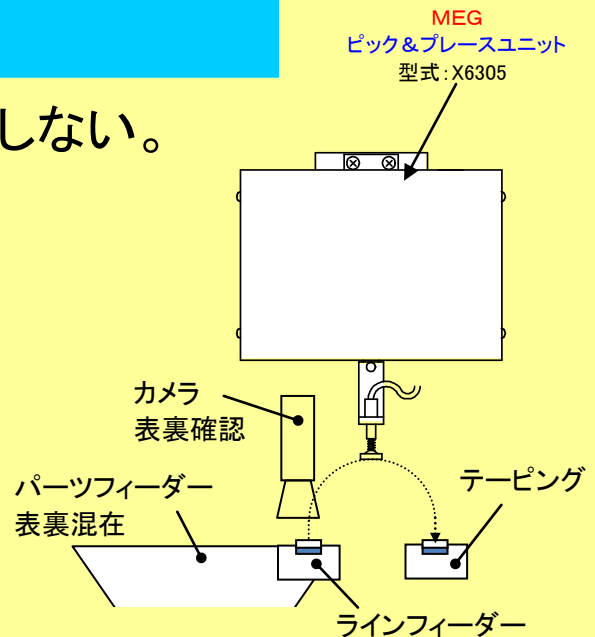 MEG
ピック&プレースユニット
型式:X6305
しない。
カメラ
表裏確認
パーツフィーダー
表裏混在
テーピング
ラインフィーダー